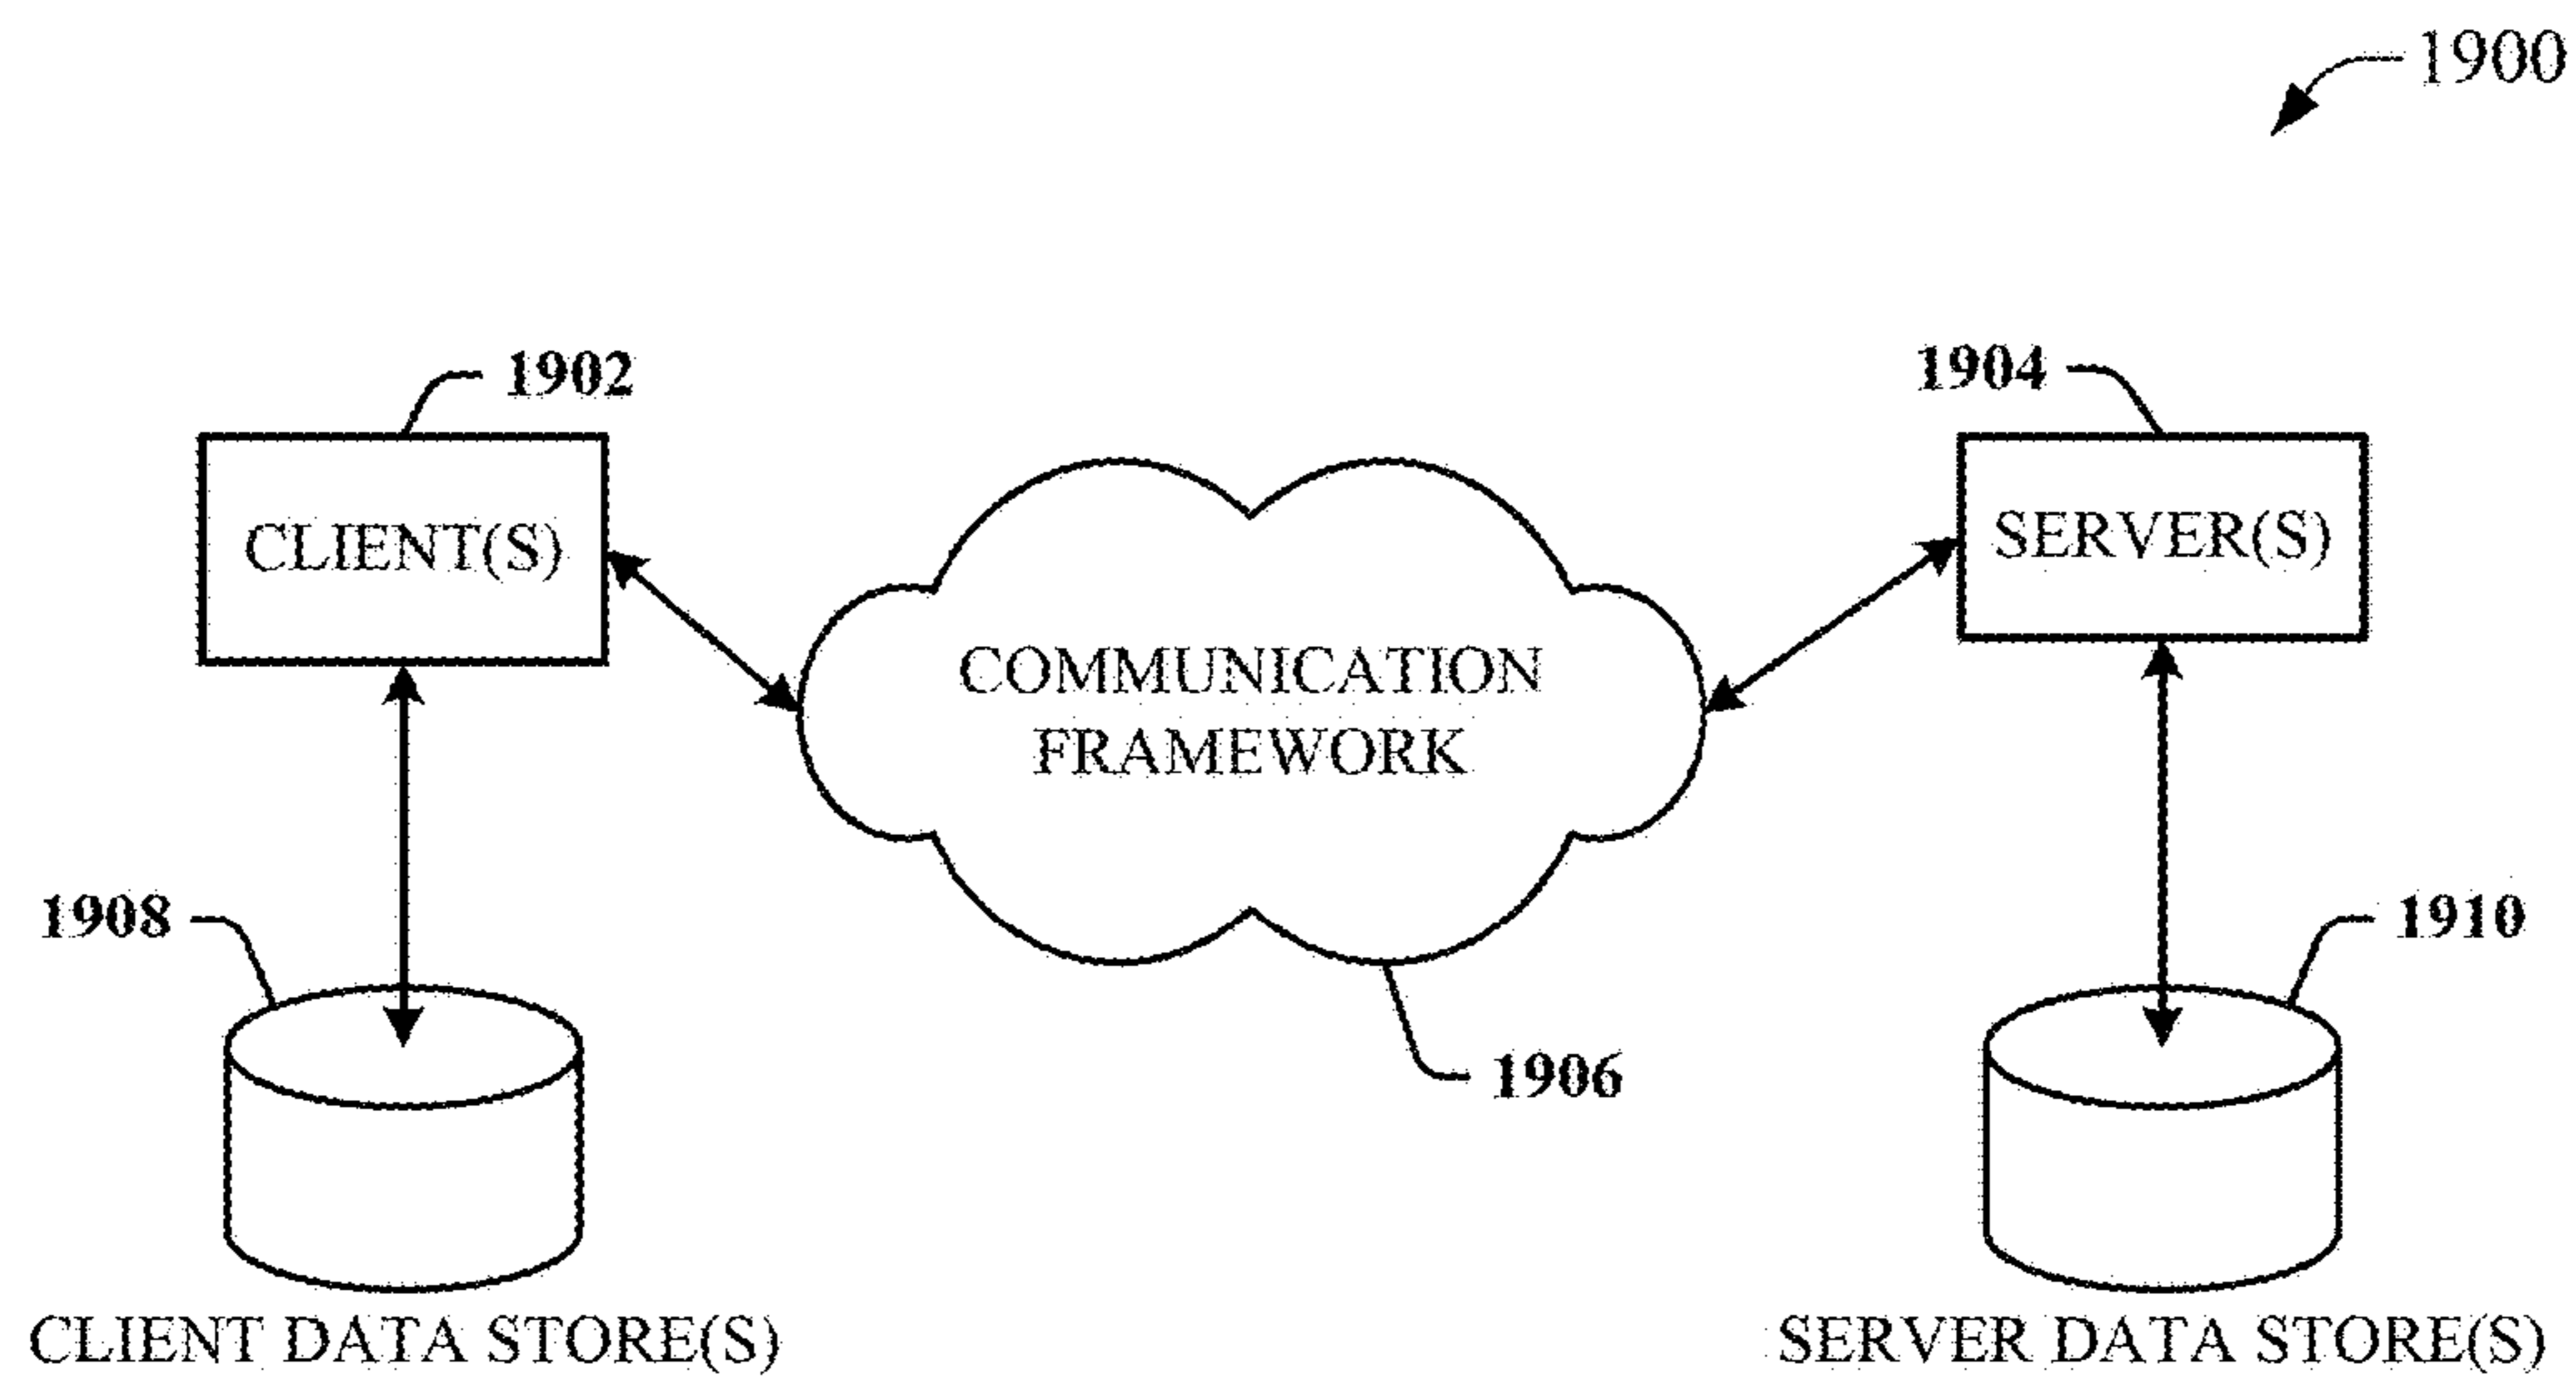 1900
1902
1904
CLIENT(S)
SERVER(S)
COMMUNICATION
FRAMEWORK
1908
1910
1906
CLIENT DATA STORE(S)
SERVER DATA STORE(S)